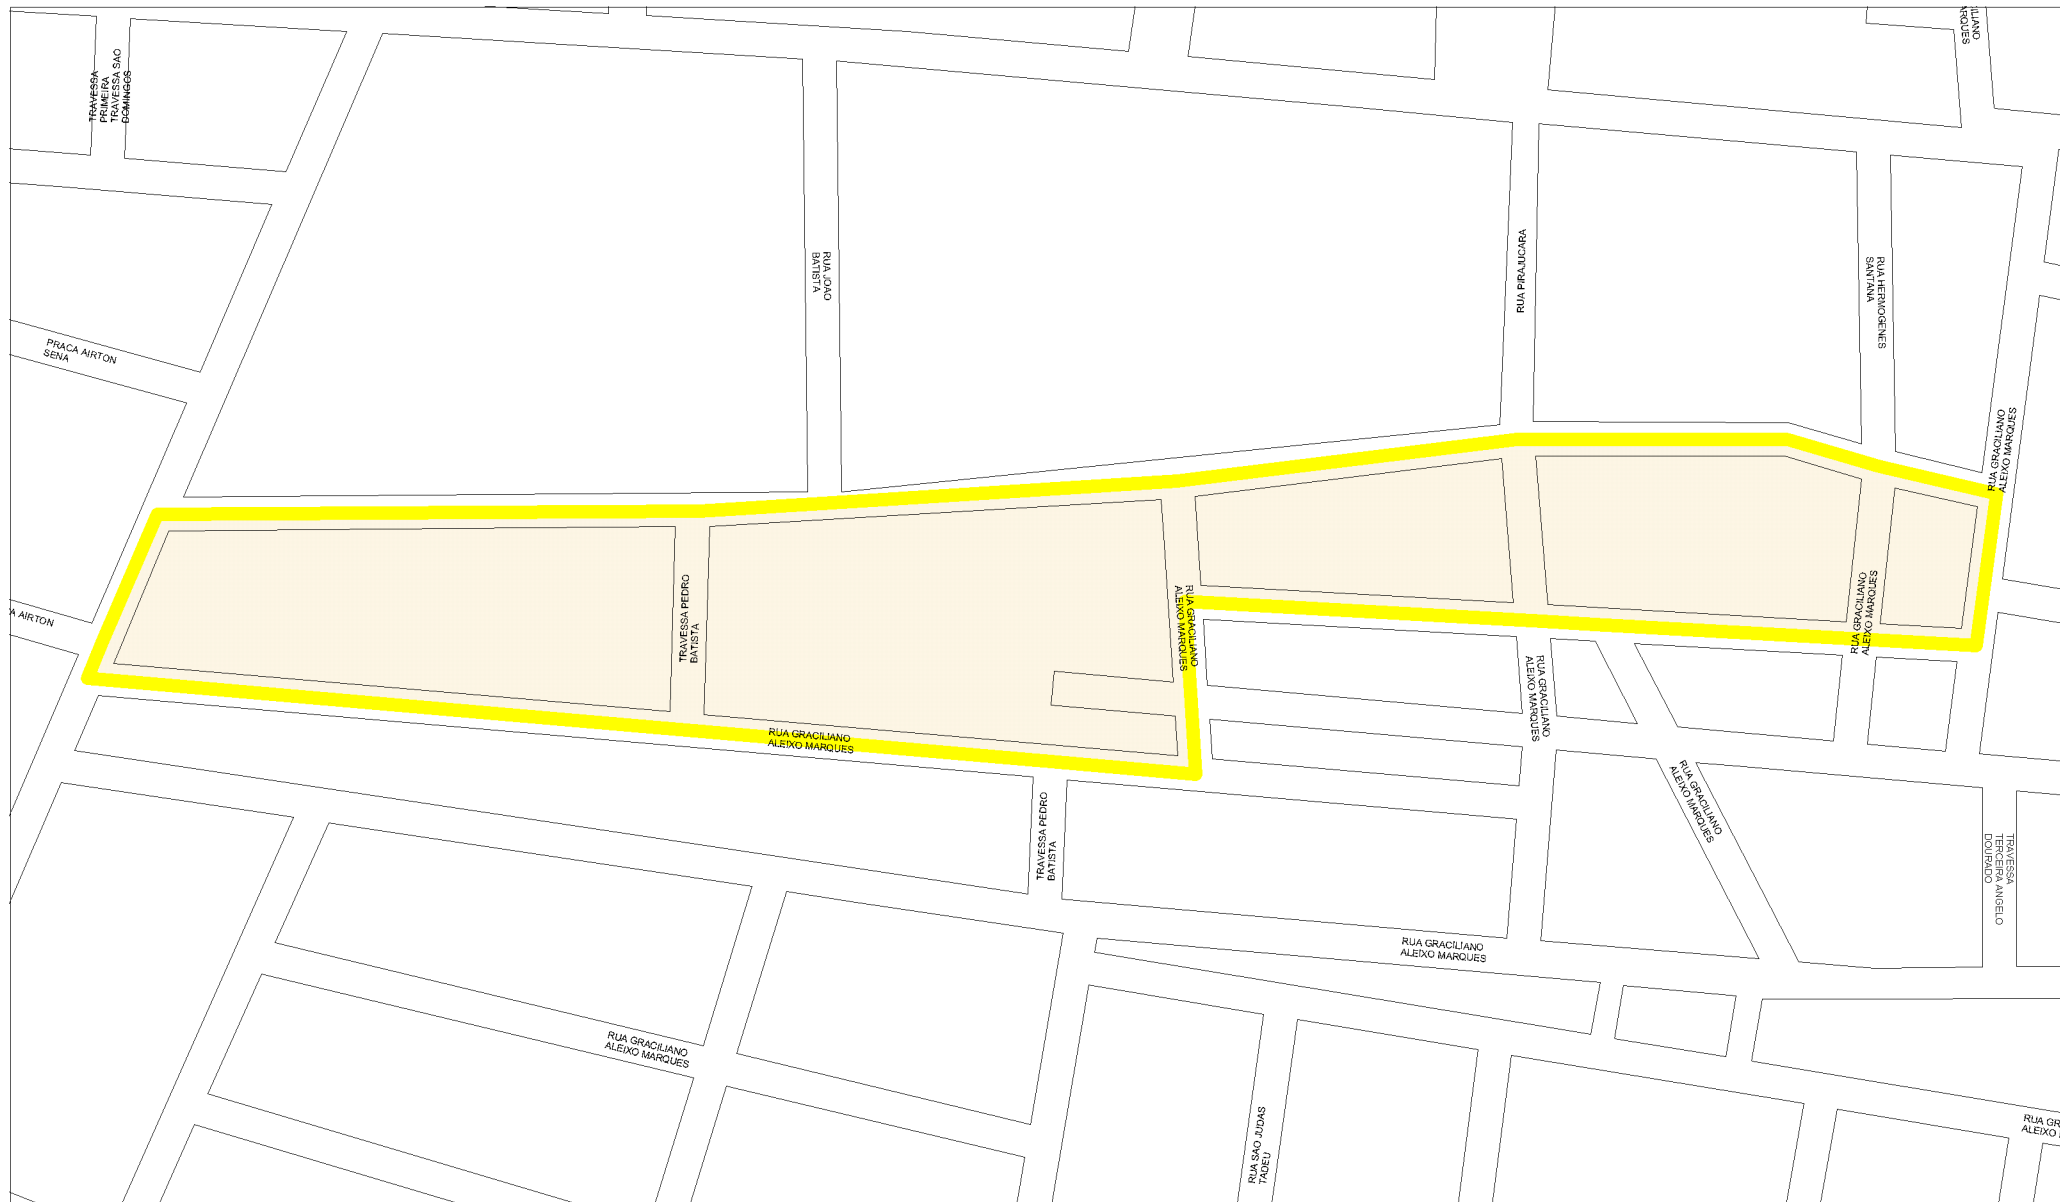 TRAVESSA
PRIMEIRA
TRAVESSA SAO
DOMINGOS
RUA JOAO
BATISTA
RUA PIRAJUCARA
RUA HERMOGENES
SANTANA
PRACA AIRTON
SENA
RUA GRACILIANO
ALEIXO MARQUES
AIRTON
TRAVESSA PEDRO
BATISTA
RUA GRACILIANO
ALEIXO MARQUES
RUA GRACILIANO
ALEIXO MARQUES
RUA GRACILIANO
ALEIXO MARQUES
RUA GRACILIANO
ALEIXO MARQUES
RUA GRACILIANO
ALEIXO MARQUES
TRAVESSA PEDRO
BATISTA
TRAVESSA
TERCEIRA ANGELO
DOURADO
RUA GRACILIANO
ALEIXO MARQUES
RUA GRACILIANO
ALEIXO MARQUES
RUA SAO JUDAS
TADEU
RUA GR
ALEIXO